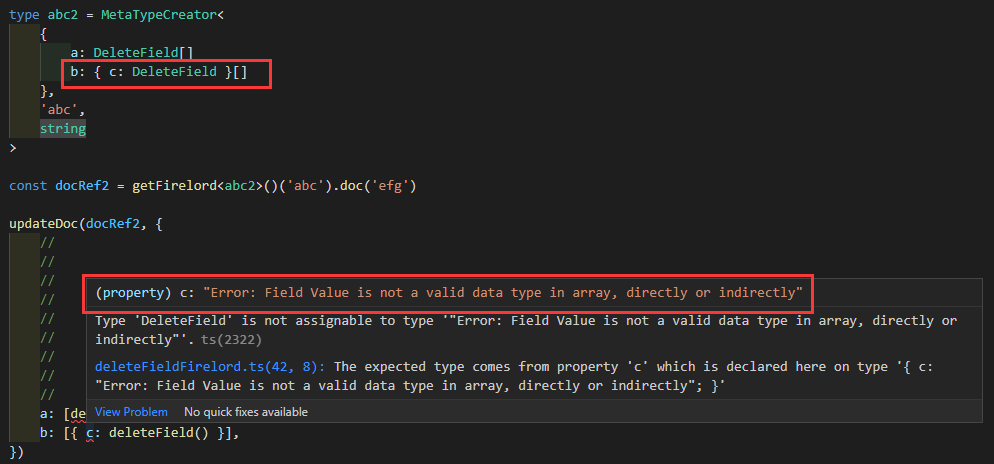 type abc2 = MetaTypeCreator<
{
a: DeleteField[]
b: { c: DeleteField }[]
},
'abc',
string
>
const docRef2 = getFirelord<abc2>()('abc').doc('efg')
updateDoc(docRef2, {
//
//
//
//
//
//
//
//
//
(property) c: "Error: Field Value is not a valid data type in array, directly or indirectly"
Type 'DeleteField' is not assignable to type '"Error: Field Value is not a valid data type in array, directly or
indirectly"'. ts(2322)
deleteFieldFirelord.ts(42, 8): The expected type comes from property 'c' which is declared here on type '{ c:
"Error: Field Value is not a valid data type in array, directly or indirectly"; }'
View Problem No quick fixes available
a: [de
b: [{ c: deleteField() }],
})